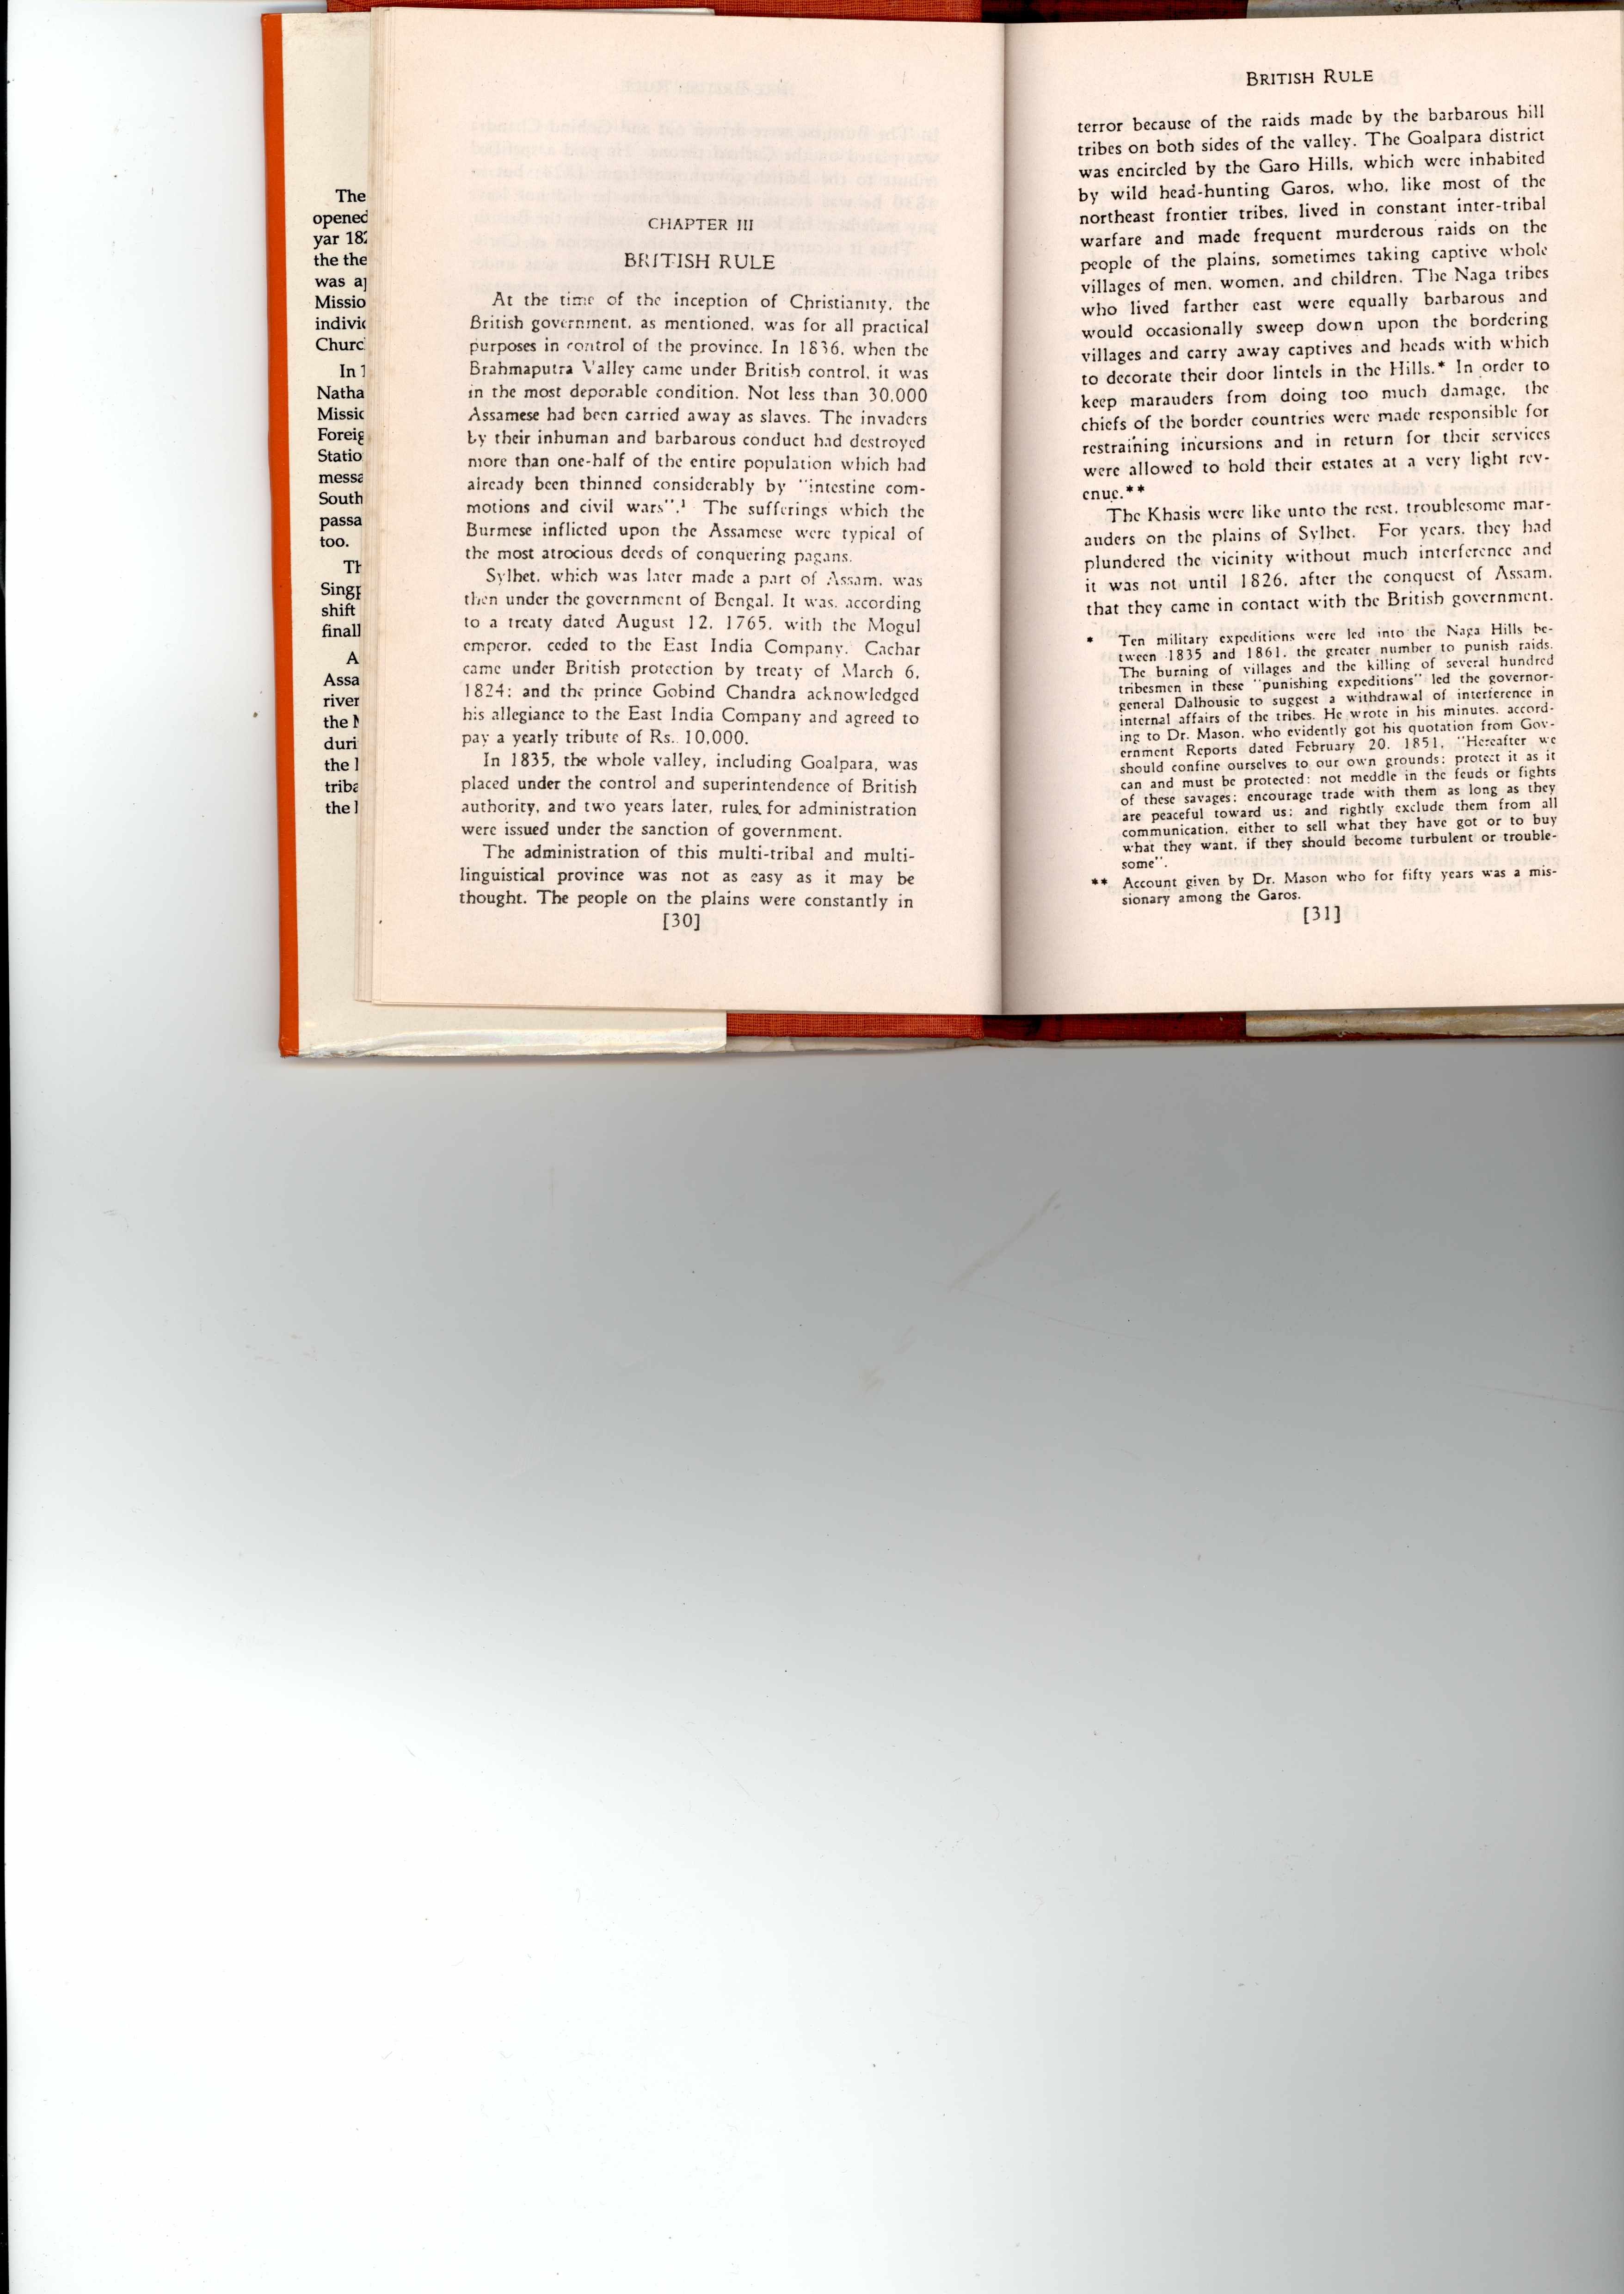 The
opened
yar 18
the the
was a
Missio
indivi
Churc
In
Natha
Missic
Foreig
Statio
messa
South
passa
too.
Th
Singp
shift
finall
A
Assa
river
the
duri
the
triba
the
CHAPTER III
BRITISH RULE
At the time of the inception of Christianity, the
British government, as mentioned, was for all practical
purposes in control of the province. In 1836, when the
Brahmaputra Valley came under British control, it was
in the most deporable condition. Not less than 30,000
Assamese had been carried away as slaves. The invaders
by their inhuman and barbarous conduct had destroyed
more than one-half of the entire population which had
already been thinned considerably by "intestine com-
motions and civil wars".¹ The sufferings which the
Burmese inflicted upon the Assamese were typical of
the most atrocious deeds of conquering pagans.
Sylhet, which was later made a part of Assam, was
then under the government of Bengal. It was, according
to a treaty dated August 12, 1765, with the Mogul
emperor, ceded to the East India Company. Cachar
came under British protection by treaty of March 6,
1824; and the prince Gobind Chandra acknowledged
his allegiance to the East India Company and agreed to
pay a yearly tribute of Rs. 10,000.
In 1835, the whole valley, including Goalpara, was
placed under the control and superintendence of British
authority, and two years later, rules for administration
were issued under the sanction of government.
The administration of this multi-tribal and multi-
linguistical province was not as easy as it may be
thought. The people on the plains were constantly in
[30]
BRITISH RULE
terror because of the raids made by the barbarous hill
tribes on both sides of the valley. The Goalpara district
was encircled by the Garo Hills, which were inhabited
by wild head-hunting Garos, who, like most of the
northeast frontier tribes, lived in constant inter-tribal
warfare and made frequent murderous raids on the
people of the plains, sometimes taking captive whole
villages of men, women, and children. The Naga tribes
who lived farther east were equally barbarous and
would occasionally sweep down upon the bordering
villages and carry away captives and heads with which
to decorate their door lintels in the Hills.* In order to
keep marauders from doing too much damage, the
chiefs of the border countries were made responsible for
restraining incursions and in return for their services
were allowed to hold their estates at a very light rev-
enue.**
The Khasis were like unto the rest, troublesome mar-
auders on the plains of Sylhet. For years, they had
plundered the vicinity without much interference and
it was not until 1826, after the conquest of Assam,
that they came in contact with the British government.
* Ten military expeditions were led into the Naga Hills be-
tween 1835 and 1861, the greater number to punish raids.
The burning of villages and the killing of several hundred
tribesmen in these "punishing expeditions" led the governor-
general Dalhousie to suggest a withdrawal of interference in
internal affairs of the tribes. He wrote in his minutes, accord-
ing to Dr. Mason, who evidently got his quotation from Gov-
ernment Reports dated February 20, 1851, "Hereafter we
should confine ourselves to our own grounds; protect it as it
can and must be protected; not meddle in the feuds or fights
of these savages; encourage trade with them as long as they
are peaceful toward us; and rightly exclude them from all
communication, either to sell what they have got or to buy
what they want, if they should become turbulent or trouble-
some".
** Account given by Dr. Mason who for fifty years was a mis-
sionary among the Garos.
[31]